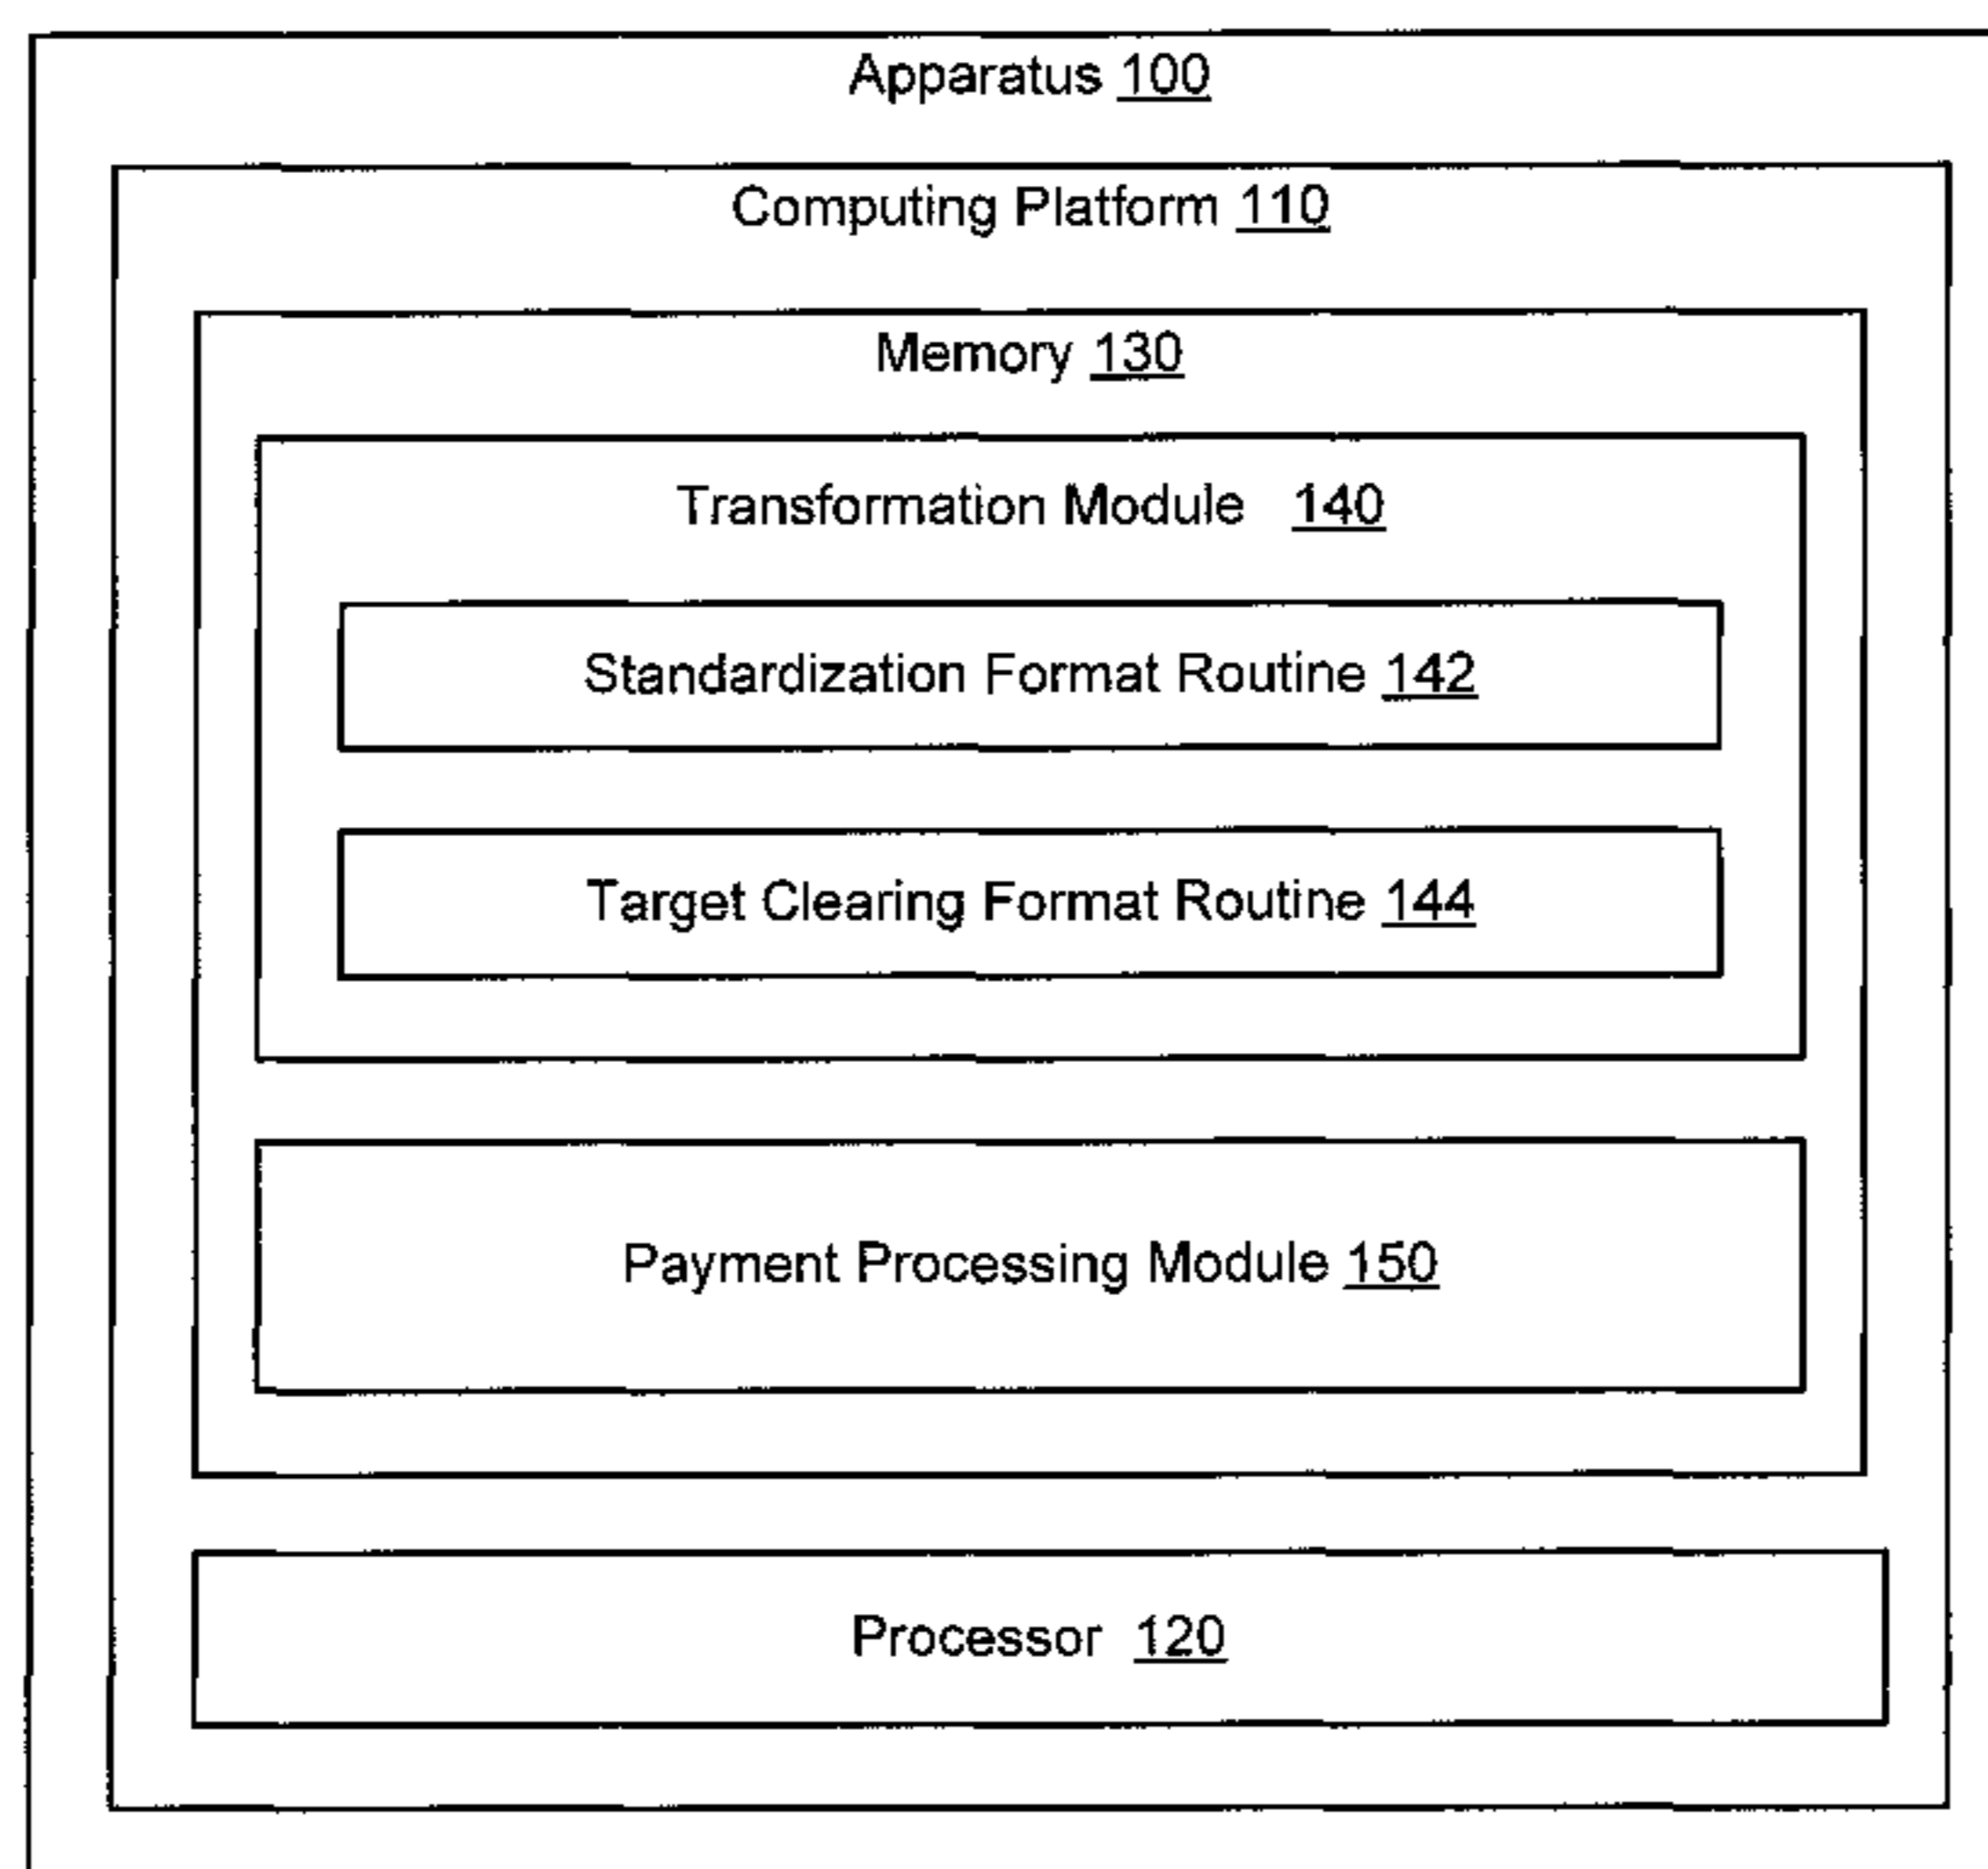 Apparatus 100
Computing Platform 110
Memory 130
Transformation Module 140
Standardization Format Routine 142
Target Clearing Format Routine 144
Payment Processing Module 150
Processor 120